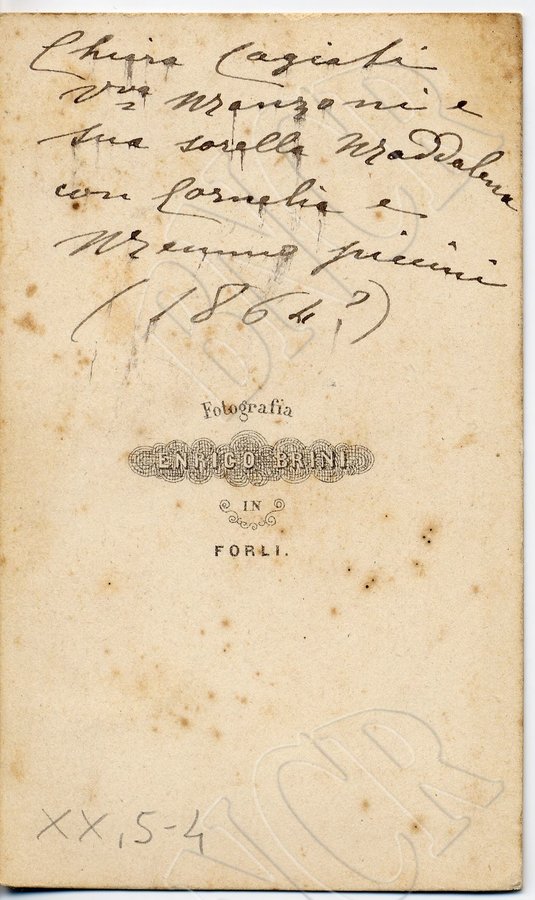 Chiara Cagiati
Vva Manzoni e
sua sorella Maddalena
con Cornelia e
Memmo piccini
(1864?)
Fotografia
ENRICO BRINI,
IN
FORLI.
XX, 5-4